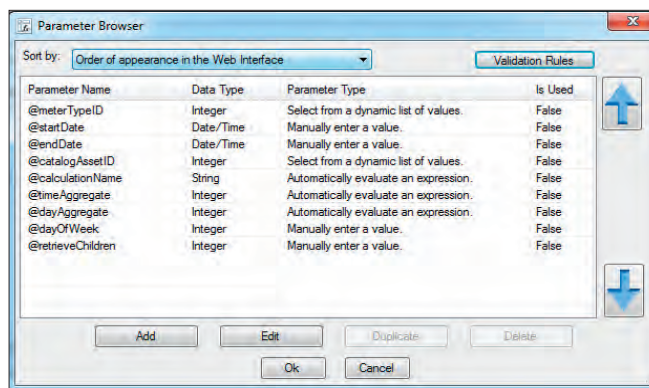 Parameter Browser
Sort by: Order of appearance in the Web Interface Validation Rules
Parameter Name Data Type Parameter Type Is Used
@meterTypeID Integer Select from a dynamic list of values. False
@startDate Date/Time Manually enter a value. False
@endDate Date/Time Manually enter a value. False
@catalogAssetID Integer Select from a dynamic list of values. False
@calculationName String Automatically evaluate an expression. False
@timeAggregate Integer Automatically evaluate an expression. False
@dayAggregate Integer Automatically evaluate an expression. False
@dayOfWeek Integer Manually enter a value. False
@retrieveChildren Integer Manually enter a value. False
Add Edit Duplicate Delete
Ok Cancel